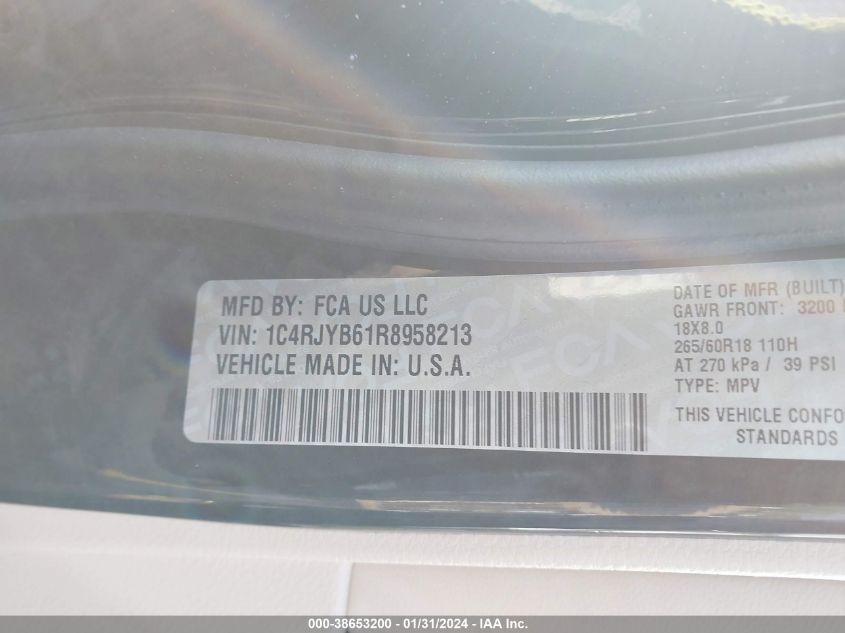 MFD BY: FCA US LLC
VIN: 1C4RJYB61R8958213
VEHICLE MADE IN: U.S.A.
DATE OF MFR (BUILT)
GAWR FRONT: 3200
18X8.0
265/60R18 110H
AT 270 kPa / 39 PSI
TYPE: MPV
THIS VEHICLE CONFO
STANDARDS
000-38653200 - 01/31/2024 - IAA Inc.